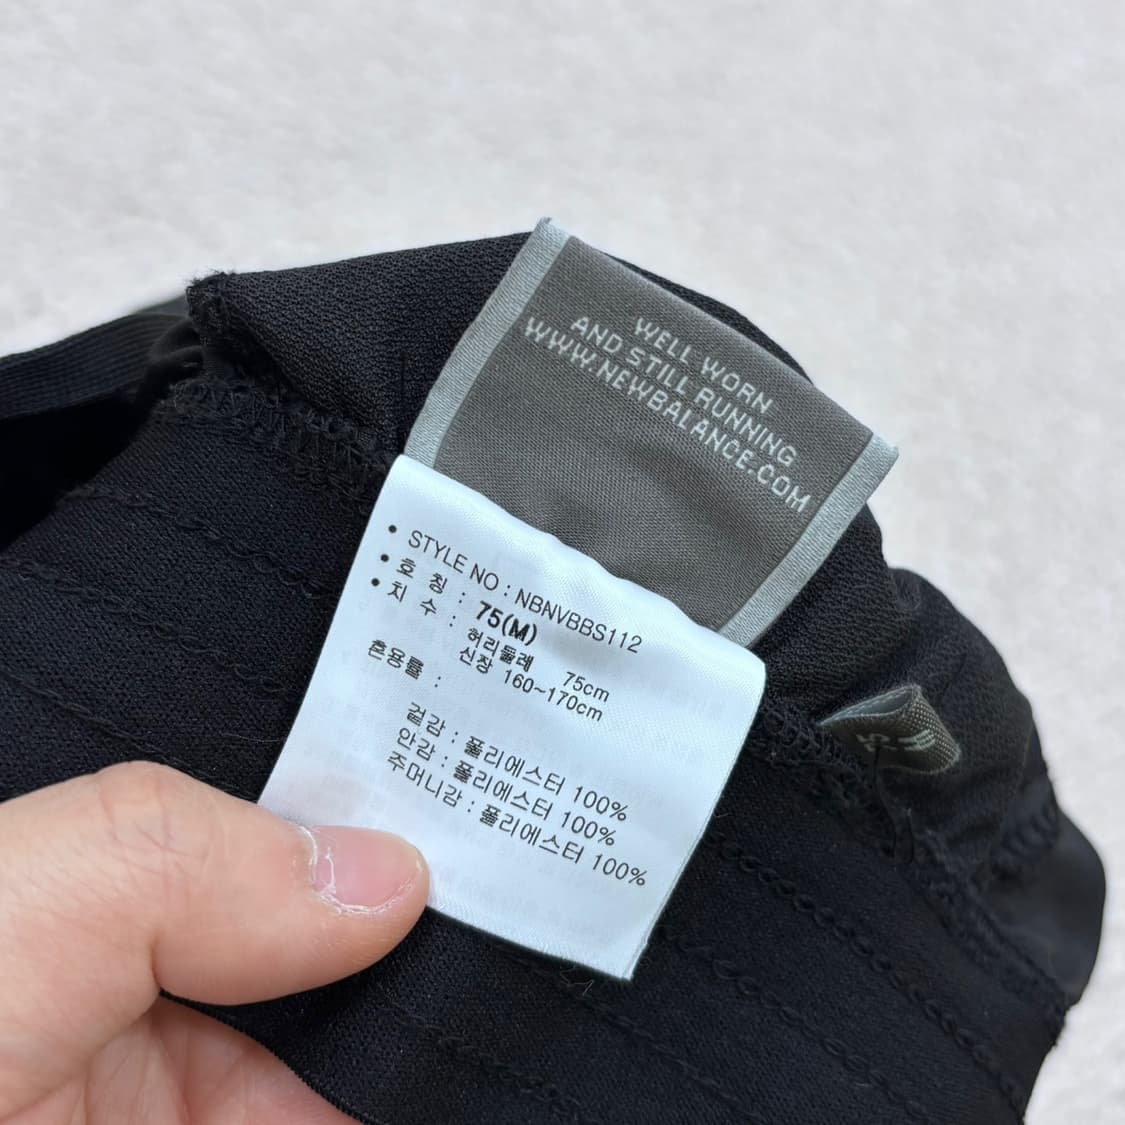 WELL WORN
AND STILL RUNNING
WWW.NEWBALANCE.COM
• STYLE NO : NBNVBBS112
• 호 칭 : 75(M)
• 치 수 : 허리둘레 75cm
신장 160~170cm
혼용률 :
겉감 : 폴리에스터 100%
안감 : 폴리에스터 100%
주머니감 : 폴리에스터 100%